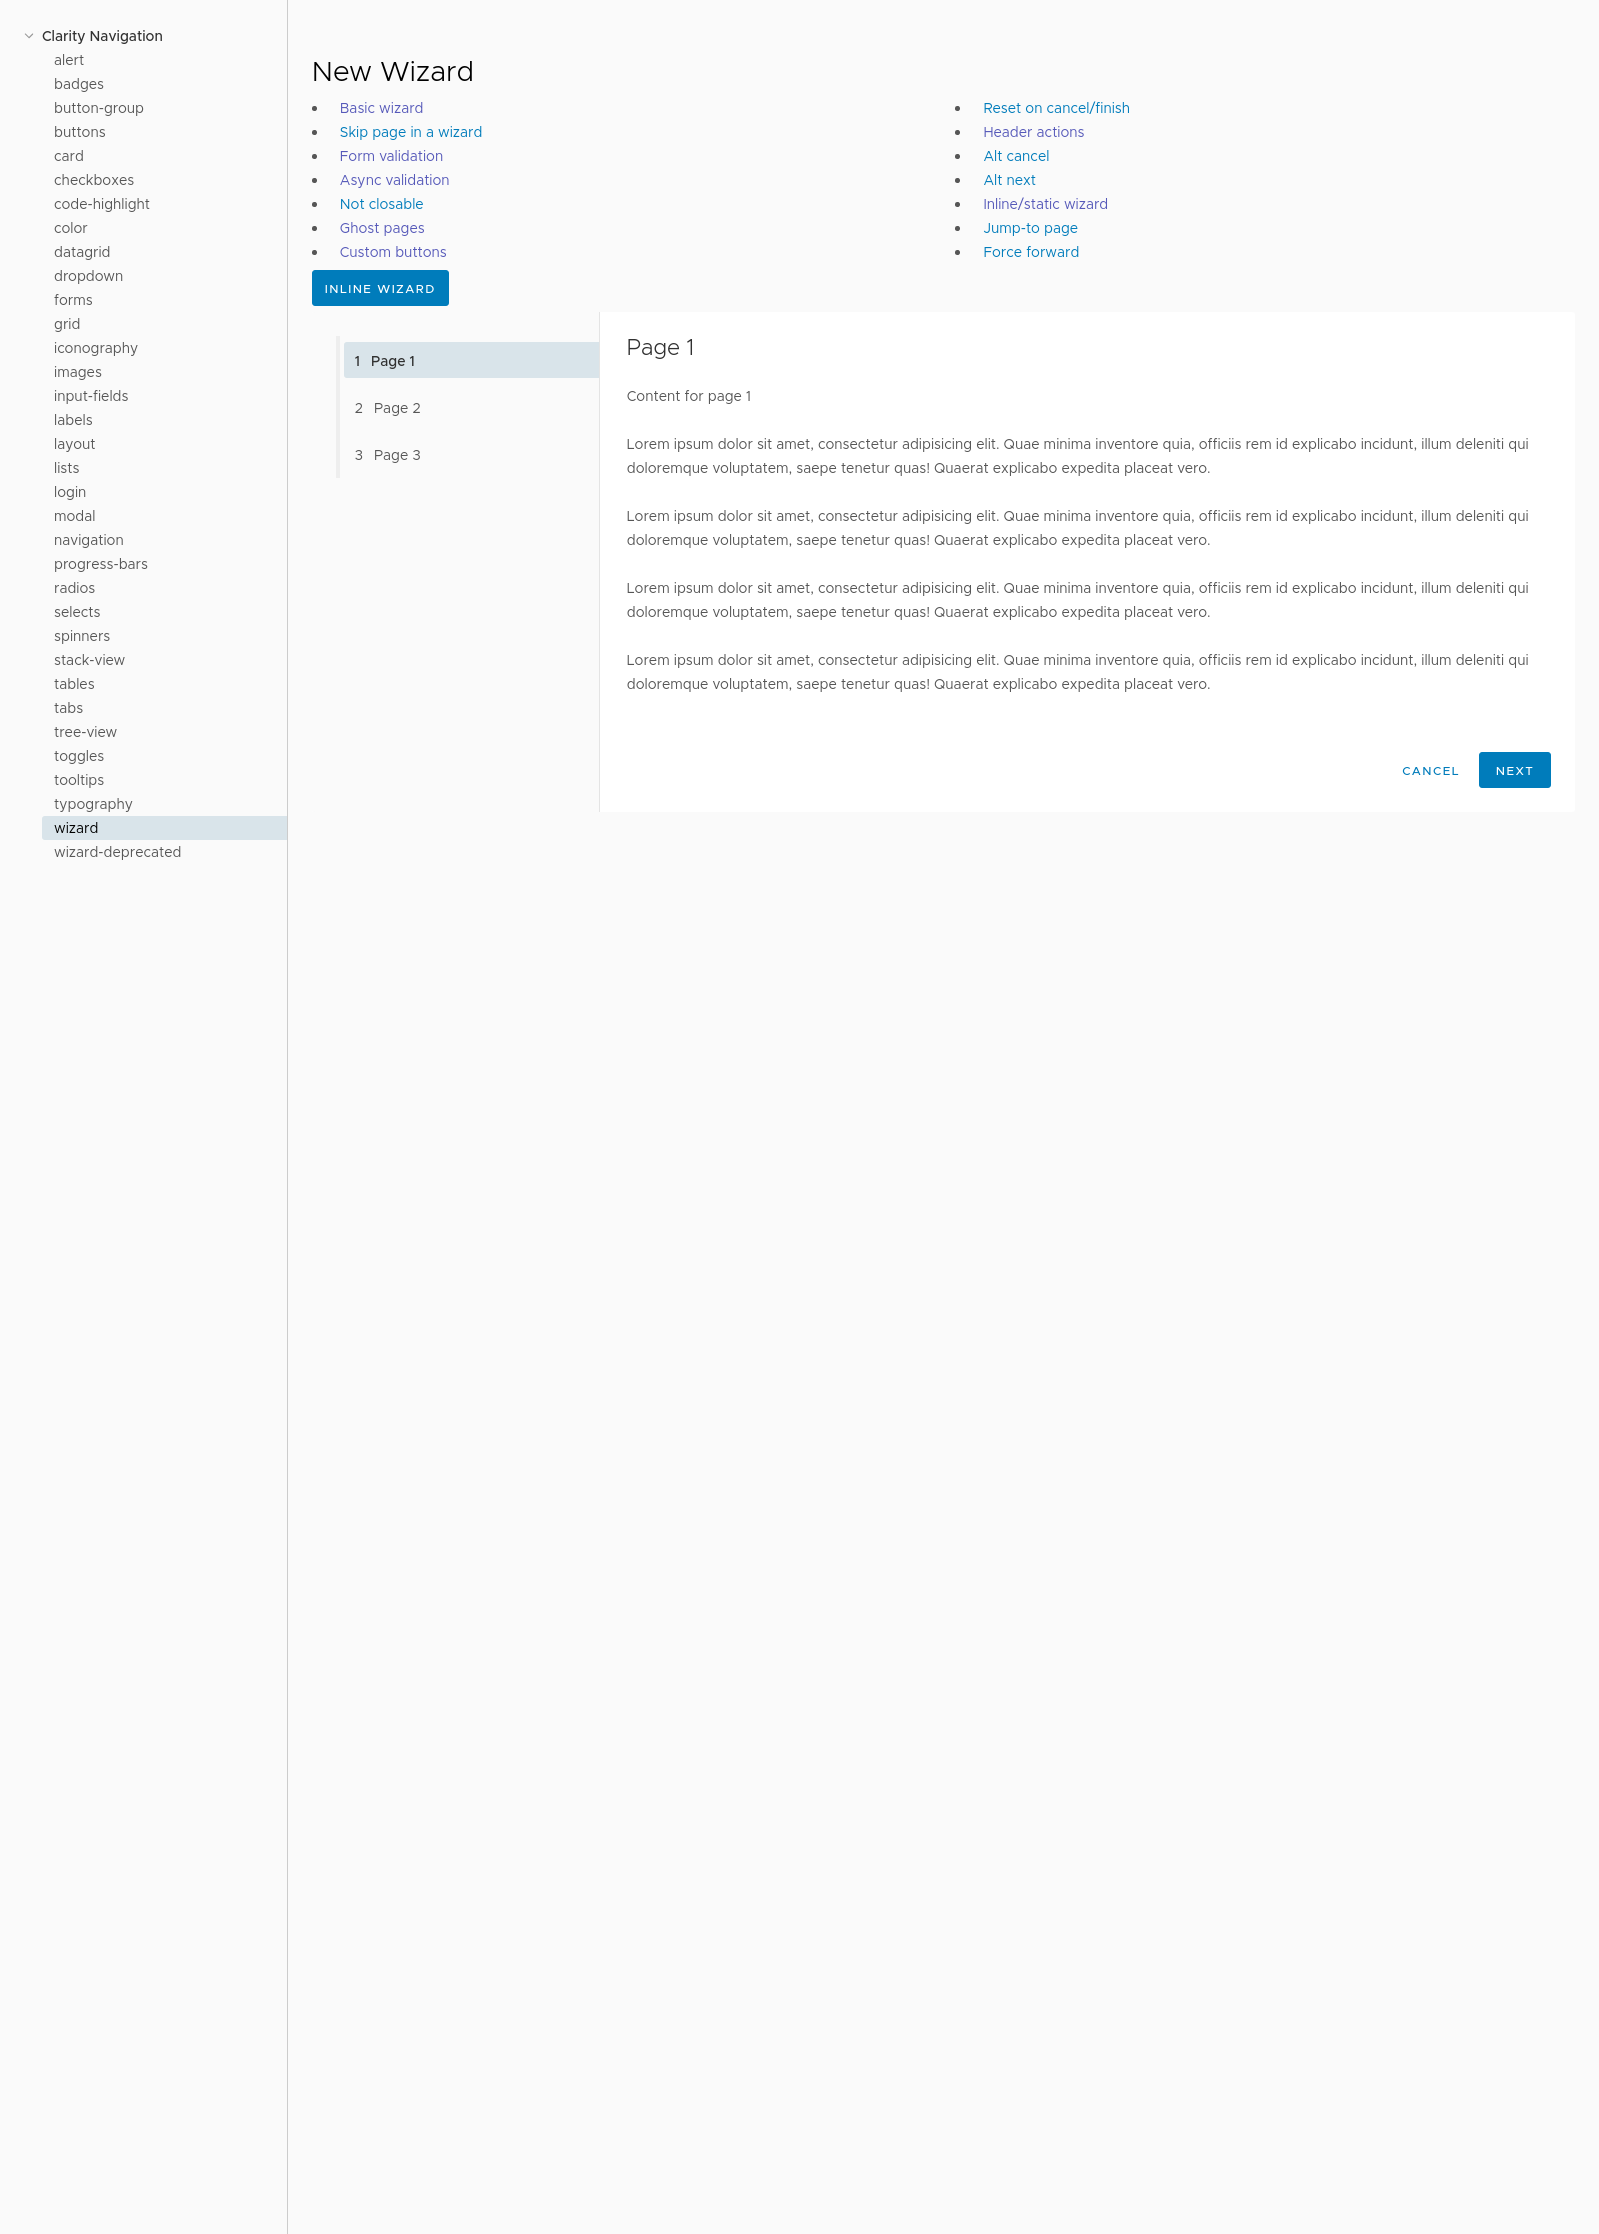 Clarity Navigation
alert
badges
button-group
buttons
card
checkboxes
code-highlight
color
datagrid
dropdown
forms
grid
iconography
images
input-fields
labels
layout
lists
login
modal
navigation
progress-bars
radios
selects
spinners
stack-view
tables
tabs
tree-view
toggles
tooltips
typography
wizard
wizard-deprecated
New Wizard
Basic wizard
Skip page in a wizard
Form validation
Async validation
Not closable
Ghost pages
Custom buttons
Reset on cancel/finish
Header actions
Alt cancel
Alt next
Inline/static wizard
Jump-to page
Force forward
INLINE WIZARD
1 Page 1
2 Page 2
3 Page 3
Page 1
Content for page 1
Lorem ipsum dolor sit amet, consectetur adipisicing elit. Quae minima inventore quia, officiis rem id explicabo incidunt, illum deleniti qui
doloremque voluptatem, saepe tenetur quas! Quaerat explicabo expedita placeat vero.
Lorem ipsum dolor sit amet, consectetur adipisicing elit. Quae minima inventore quia, officiis rem id explicabo incidunt, illum deleniti qui
doloremque voluptatem, saepe tenetur quas! Quaerat explicabo expedita placeat vero.
Lorem ipsum dolor sit amet, consectetur adipisicing elit. Quae minima inventore quia, officiis rem id explicabo incidunt, illum deleniti qui
doloremque voluptatem, saepe tenetur quas! Quaerat explicabo expedita placeat vero.
Lorem ipsum dolor sit amet, consectetur adipisicing elit. Quae minima inventore quia, officiis rem id explicabo incidunt, illum deleniti qui
doloremque voluptatem, saepe tenetur quas! Quaerat explicabo expedita placeat vero.
CANCEL
NEXT